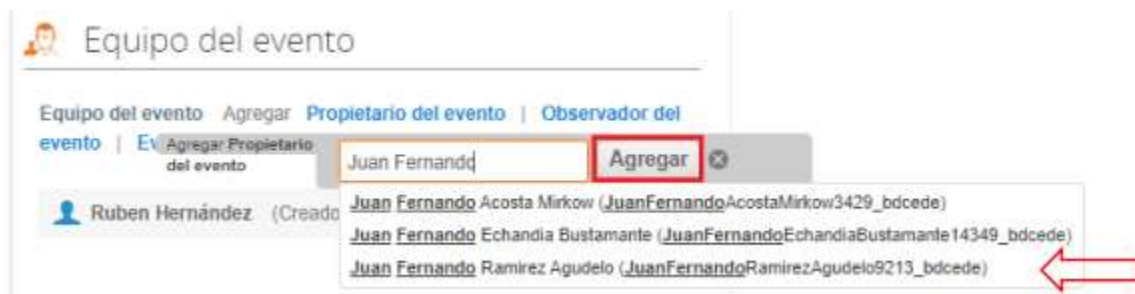 Equipo del evento
Equipo del evento Agregar Propietario del evento | Observador del
evento | Ev
Agregar Propietario
del evento
Juan Fernando
Agregar
Ruben Hernández (Creado
Juan Fernando Acosta Mirkow (JuanFernandoAcostaMirkow3429_bdcede)
Juan Fernando Echandia Bustamante (JuanFernandoEchandiaBustamante14349_bdcede)
Juan Fernando Ramirez Agudelo (JuanFernandoRamirezAgudelo9213_bdcede)